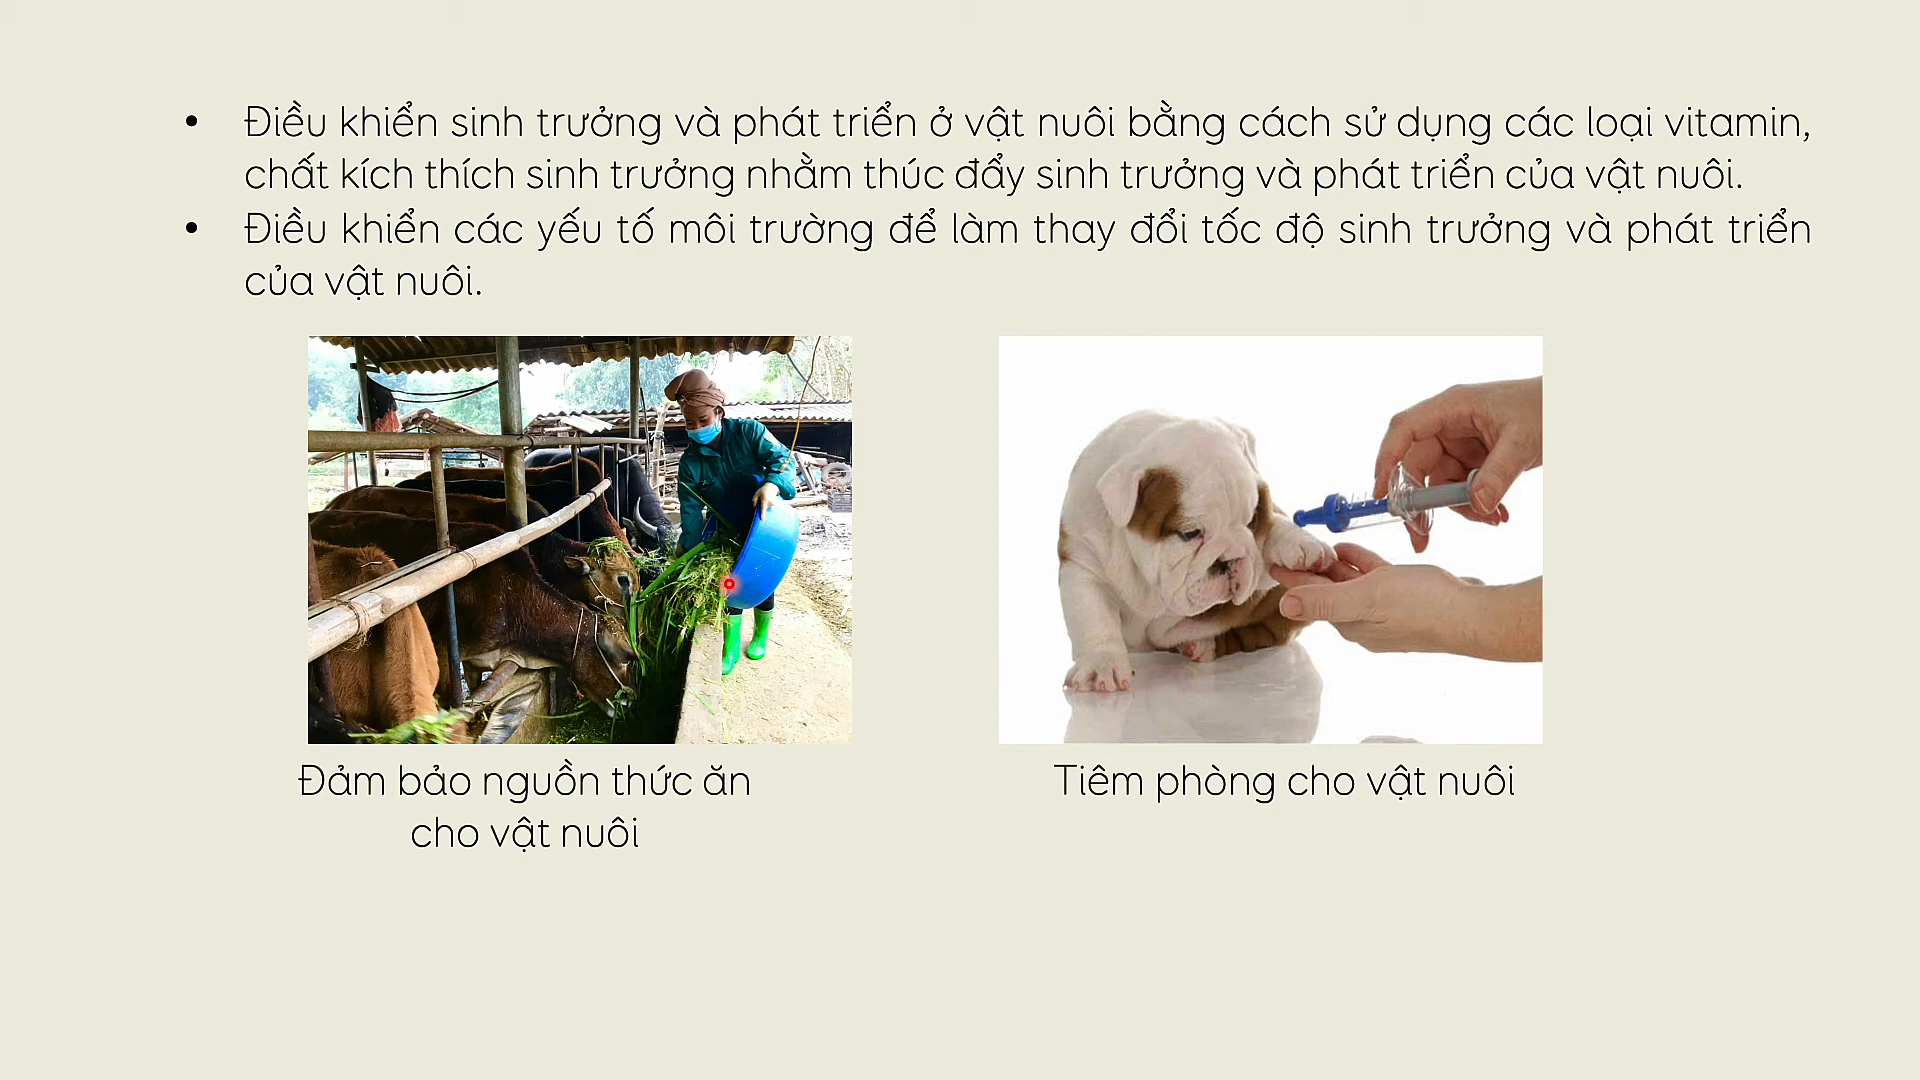 • Điều khiển sinh trưởng và phát triển ở vật nuôi bằng cách sử dụng các loại vitamin,
chất kích thích sinh trưởng nhằm thúc đẩy sinh trưởng và phát triển của vật nuôi.
• Điều khiển các yếu tố môi trường để làm thay đổi tốc độ sinh trưởng và phát triển
của vật nuôi.
Đảm bảo nguồn thức ăn
cho vật nuôi
Tiêm phòng cho vật nuôi